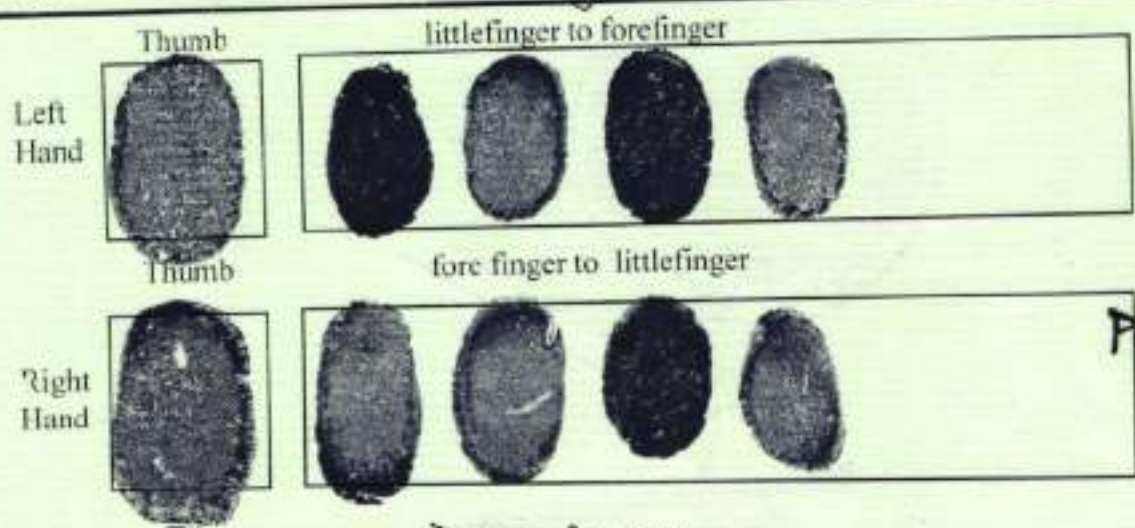 Thumb littlefinger to forefinger
Left
Hand
Thumb fore finger to littlefinger
Right
Hand
P